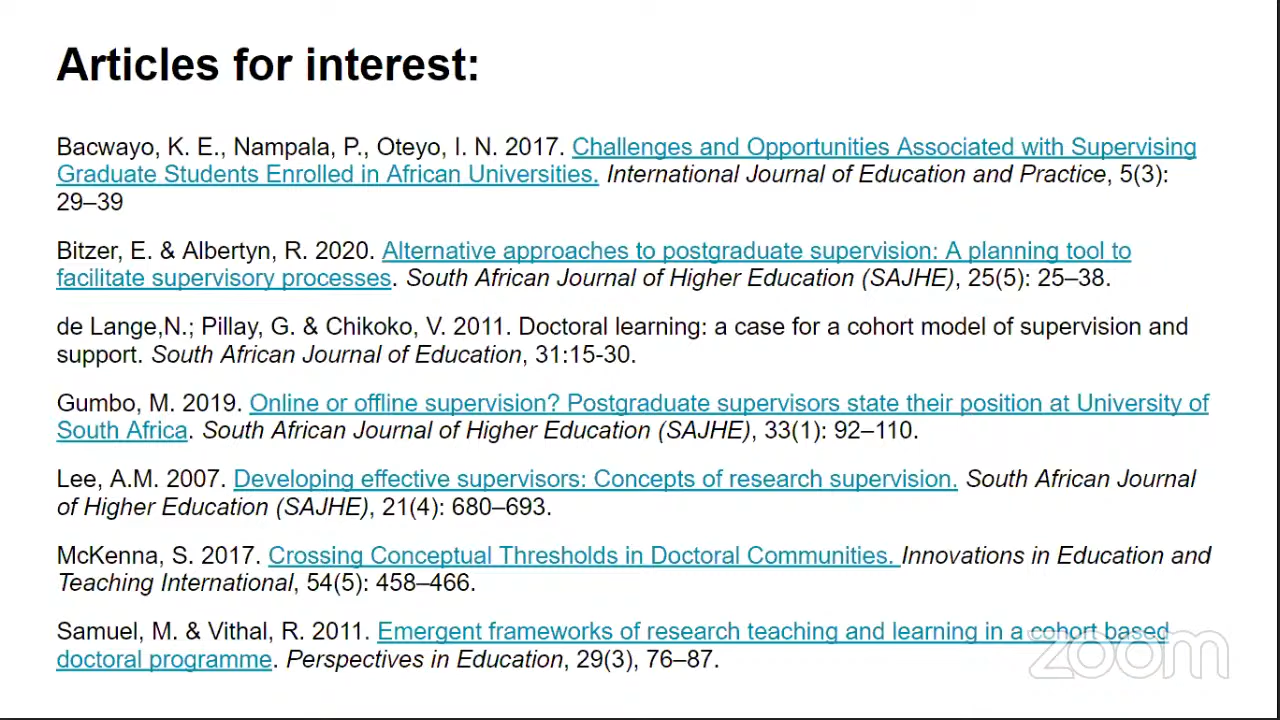 Articles for interest:
Bacwayo, K. E., Nampala, P., Oteyo, I. N. 2017. Challenges and Opportunities Associated with Supervising
Graduate Students Enrolled in African Universities. International Journal of Education and Practice, 5(3):
29–39
Bitzer, E. & Albertyn, R. 2020. Alternative approaches to postgraduate supervision: A planning tool to
facilitate supervisory processes. South African Journal of Higher Education (SAJHE), 25(5): 25–38.
de Lange,N.; Pillay, G. & Chikoko, V. 2011. Doctoral learning: a case for a cohort model of supervision and
support. South African Journal of Education, 31:15-30.
Gumbo, M. 2019. Online or offline supervision? Postgraduate supervisors state their position at University of
South Africa. South African Journal of Higher Education (SAJHE), 33(1): 92–110.
Lee, A.M. 2007. Developing effective supervisors: Concepts of research supervision. South African Journal
of Higher Education (SAJHE), 21(4): 680–693.
McKenna, S. 2017. Crossing Conceptual Thresholds in Doctoral Communities. Innovations in Education and
Teaching International, 54(5): 458–466.
Samuel, M. & Vithal, R. 2011. Emergent frameworks of research teaching and learning in a cohort based
doctoral programme. Perspectives in Education, 29(3), 76–87.
zoom